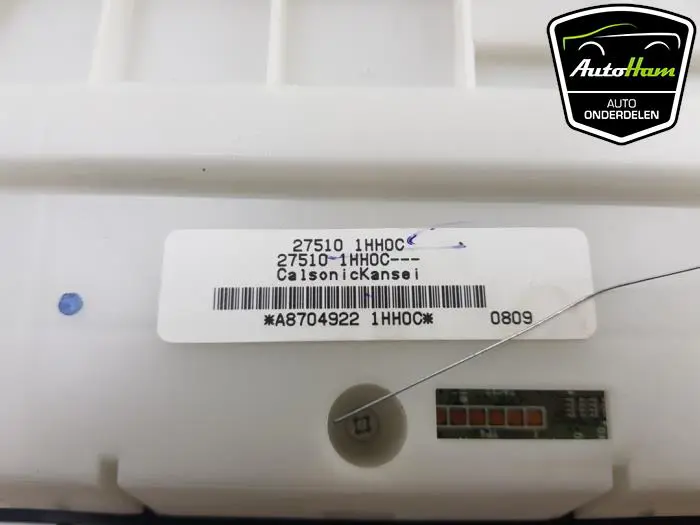 AutoHam
AUTO
ONDERDELEN
27510 1HH0C
27510-1HH0C---
CalsonicKansei
*A8704922 1HH0C*
0809